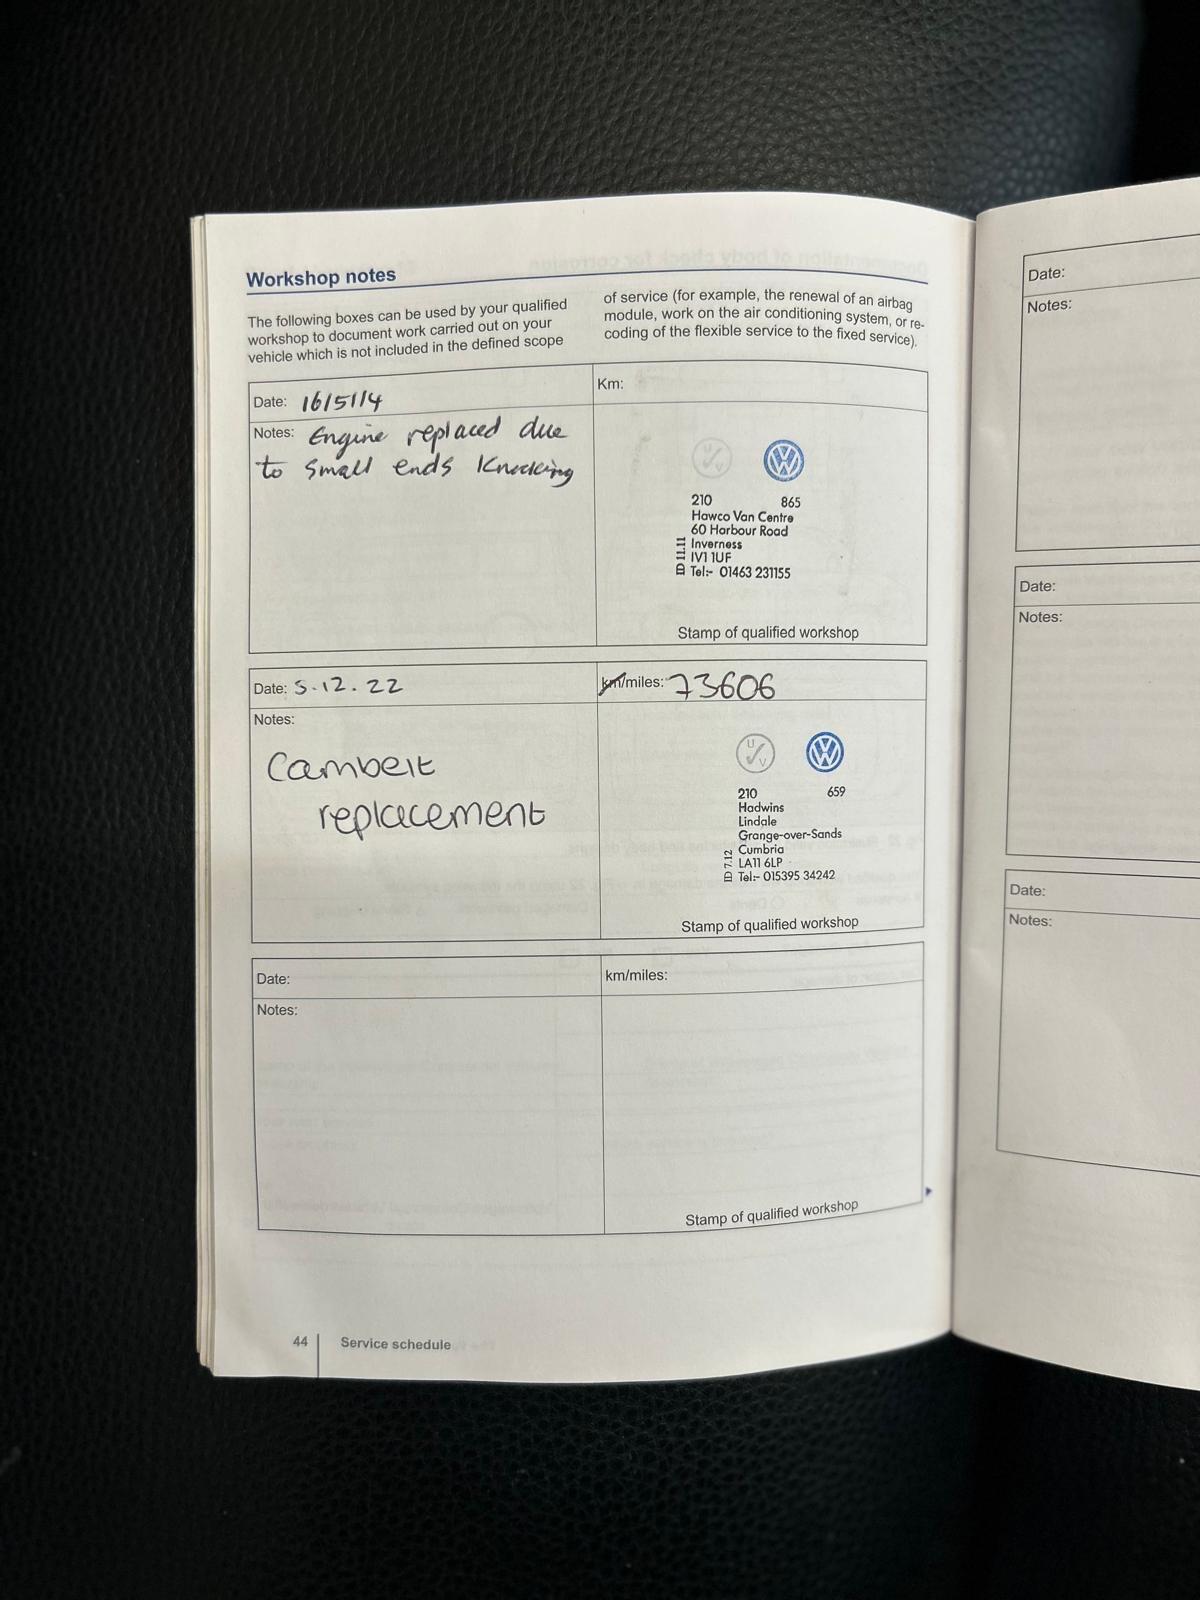 Workshop notes
The following boxes can be used by your qualified
workshop to document work carried out on your
vehicle which is not included in the defined scope
of service (for example, the renewal of an airbag
module, work on the air conditioning system, or re-
coding of the flexible service to the fixed service).
Date: 16/5/14
Km:
Notes: Engine replaced due
to small ends knocking
U
V
210 865
Hawco Van Centre
60 Harbour Road
Inverness
IV1 1UF
Tel:- 01463 231155
ID 11.11
Stamp of qualified workshop
Date: 5.12.22
km/miles: 73606
Notes:
Cambelt
replacement
U
V
210 659
Hadwins
Lindale
Grange-over-Sands
Cumbria
LA11 6LP
Tel:- 015395 34242
ID 7.12
Stamp of qualified workshop
Date:
km/miles:
Notes:
Stamp of qualified workshop
44 Service schedule
Date:
Notes:
Date:
Notes:
Date:
Notes: